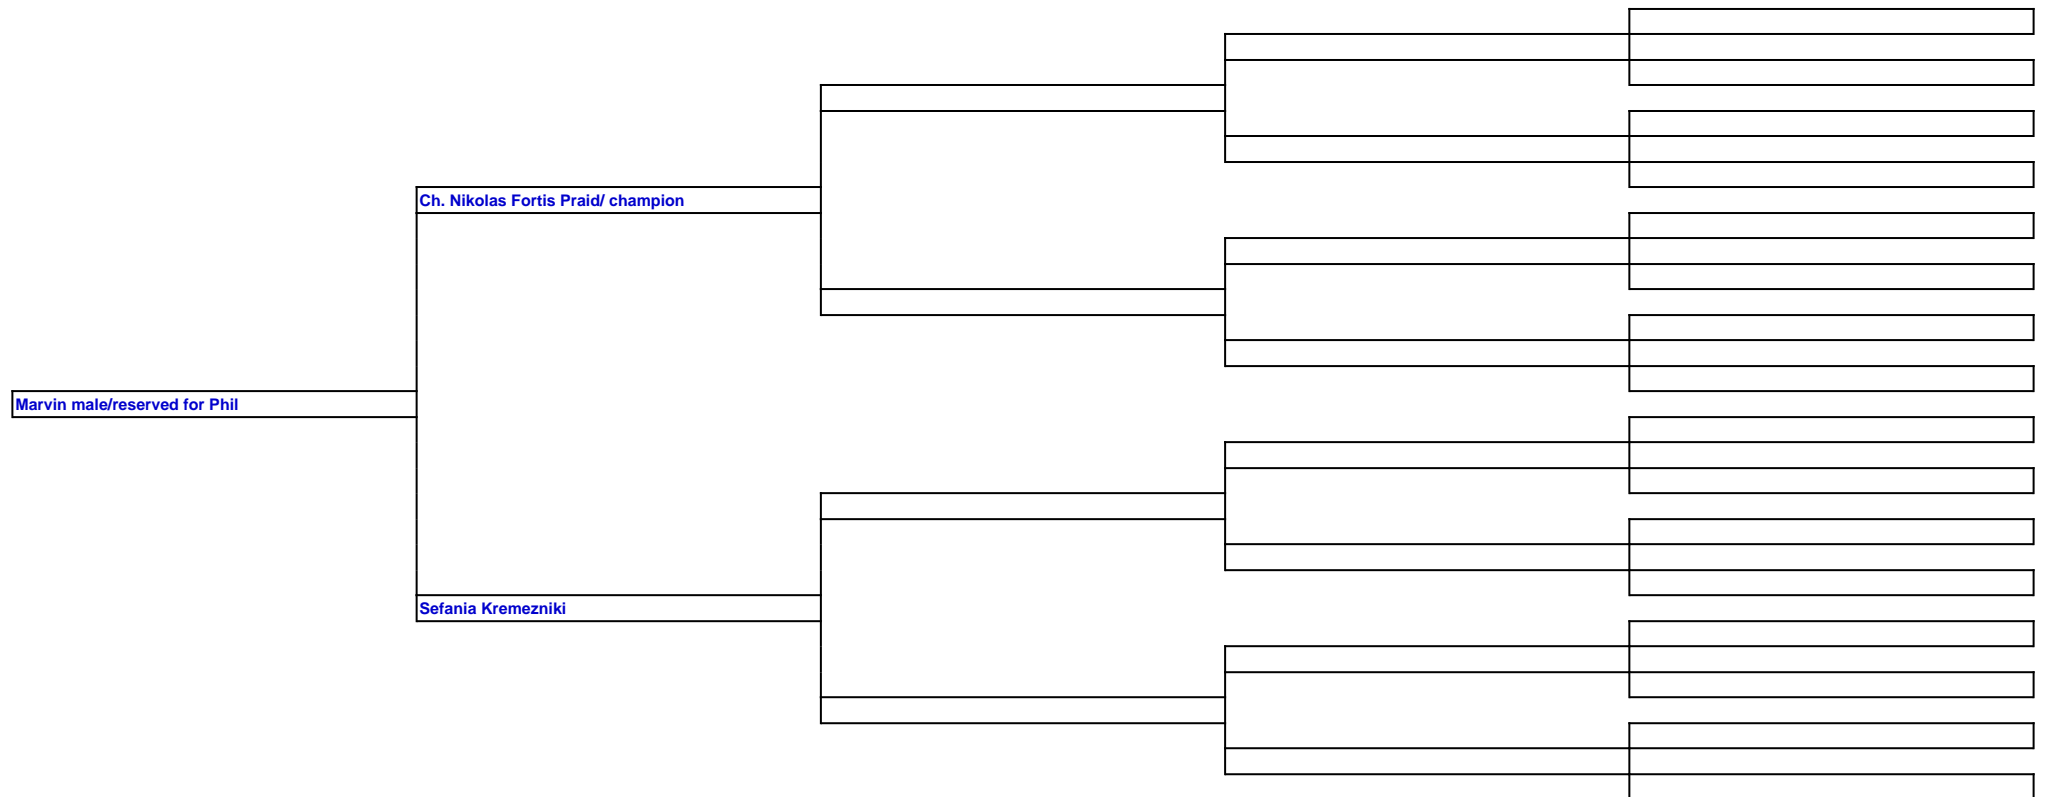 Ch. Nikolas Fortis Praid/ champion
Marvin male/reserved for Phil
Sefania Kremezniki